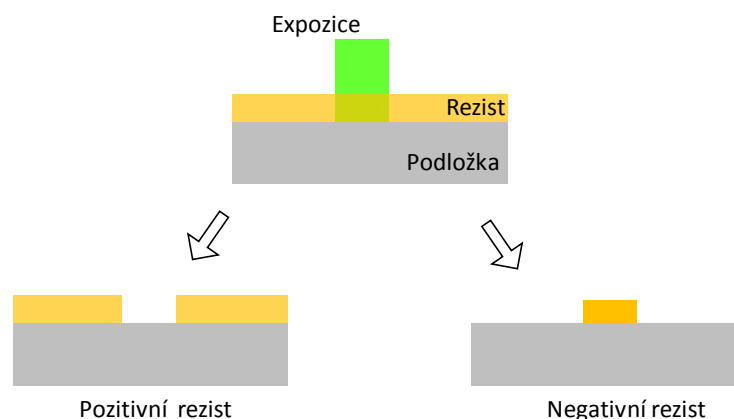 Expozice
Rezist
Podložka
Pozitivní rezist
Negativní rezist